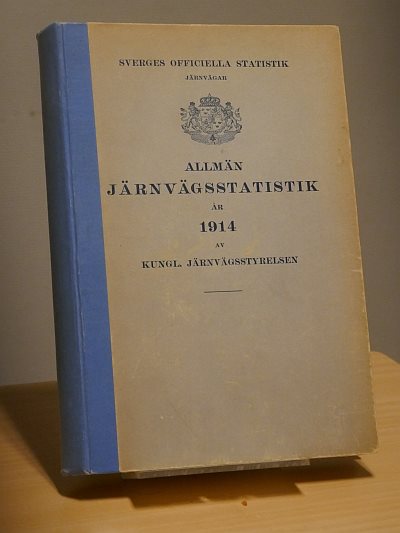 SVERGES OFFICIELLA STATISTIK
JÄRNVÄGAR
ALLMÄN
JÄRNVÄGSSTATISTIK
ÅR
1914
AV
KUNGL. JÄRNVÄGSSTYRELSEN